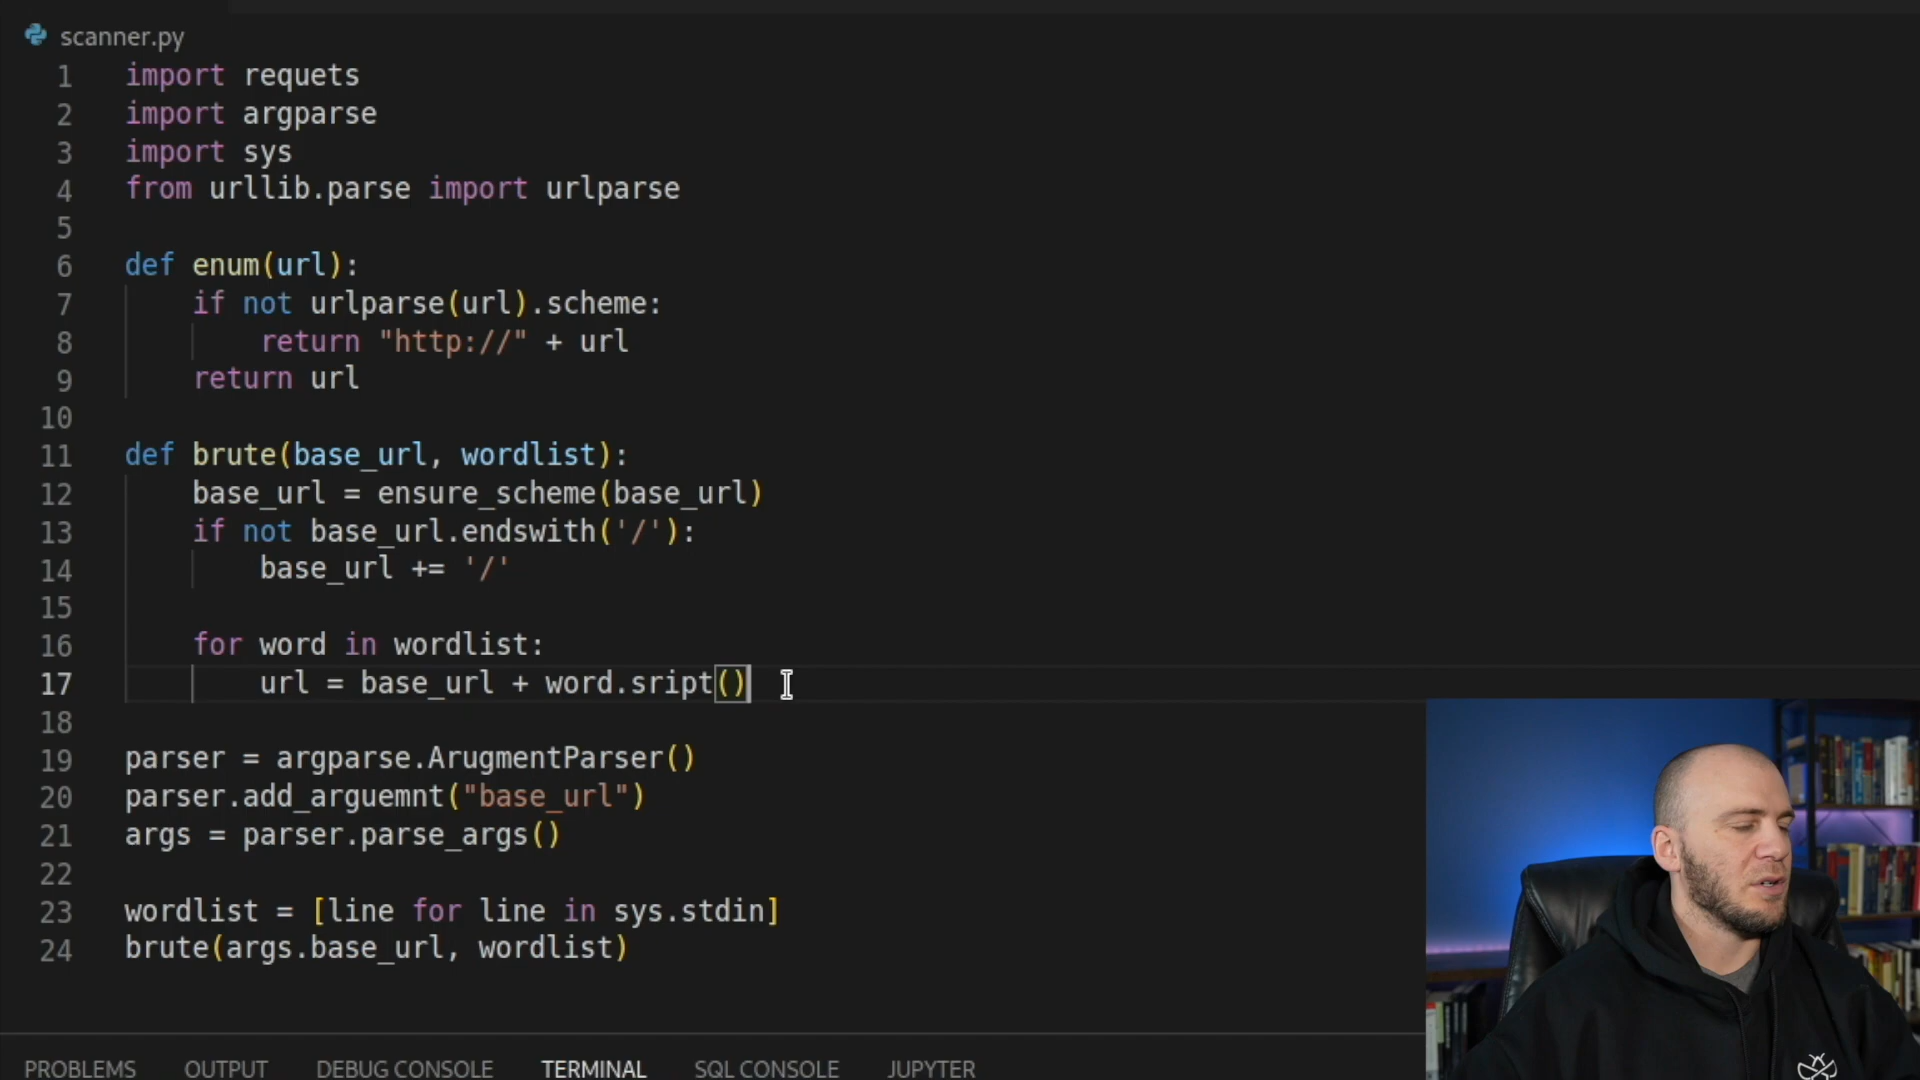 scanner.py
1 import requets
2 import argparse
3 import sys
4 from urllib.parse import urlparse
5
6 def enum(url):
7     if not urlparse(url).scheme:
8         return "http://" + url
9     return url
10
11 def brute(base_url, wordlist):
12     base_url = ensure_scheme(base_url)
13     if not base_url.endswith('/'):
14         base_url += '/'
15
16     for word in wordlist:
17         url = base_url + word.sript()
18
19 parser = argparse.ArugmentParser()
20 parser.add_arguemnt("base_url")
21 args = parser.parse_args()
22
23 wordlist = [line for line in sys.stdin]
24 brute(args.base_url, wordlist)
PROBLEMS OUTPUT DEBUG CONSOLE TERMINAL SQL CONSOLE JUPYTER